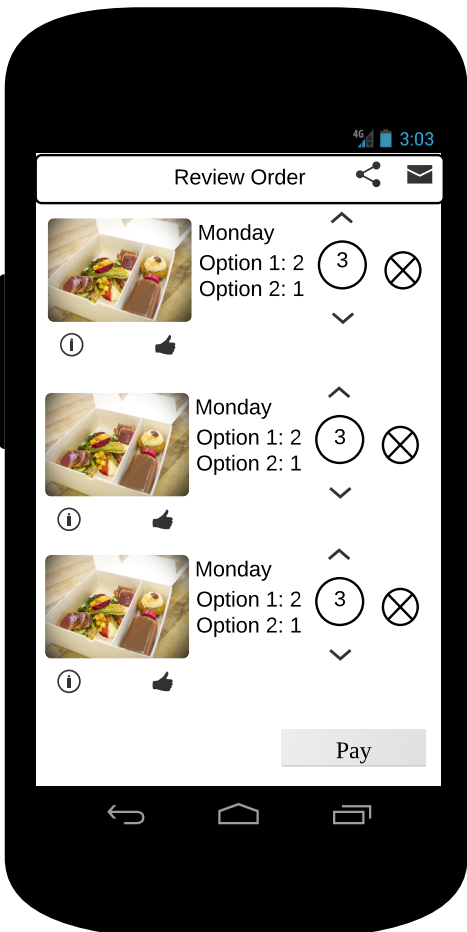 4G 3:03
Review Order
Monday
Option 1: 2
Option 2: 1
3
Monday
Option 1: 2
Option 2: 1
3
Monday
Option 1: 2
Option 2: 1
3
Pay